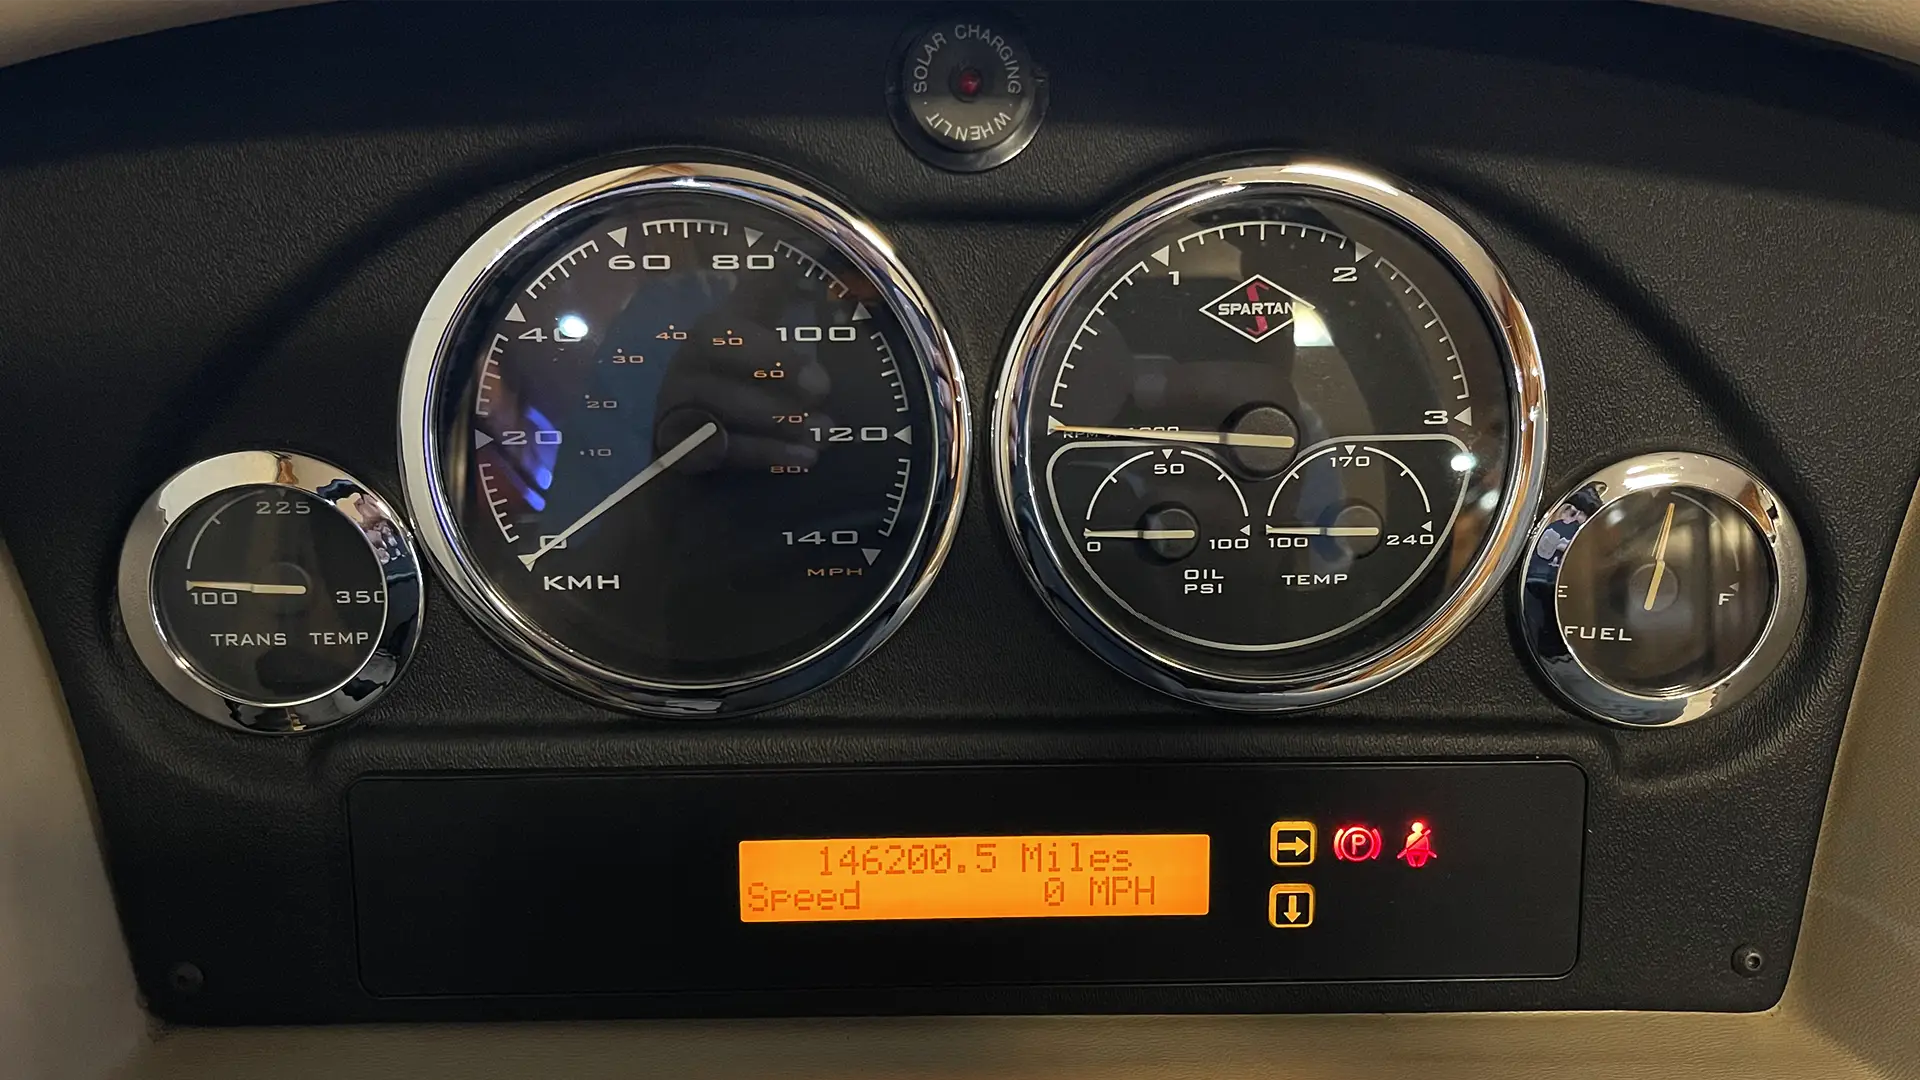 SOLAR CHARGING
WHEN LIT
60 80
40 100
20 120
0 140
40 50
30 60
20 70
10 80
KMH
MPH
1 2
3
SPARTAN
50
0 100
OIL
PSI
170
100 240
TEMP
225
100 350
TRANS TEMP
E F
FUEL
146200.5 Miles
Speed 0 MPH
P